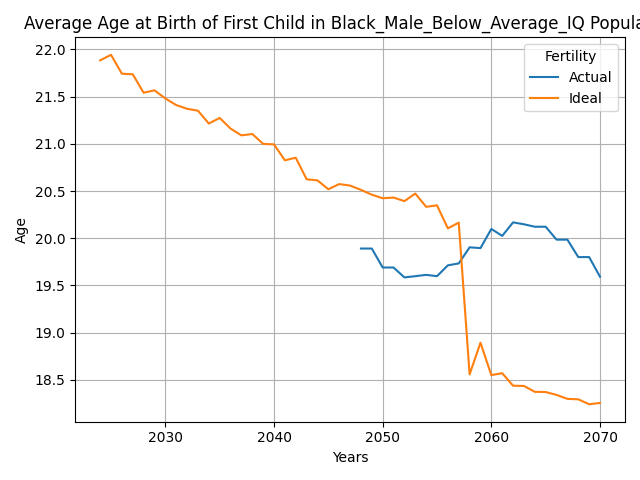 Average Age at Birth of First Child in Black_Male_Below_Average_IQ Popula
Fertility
Actual
Ideal
22.0
21.5
21.0
20.5
20.0
19.5
19.0
18.5
Age
2030 2040 2050 2060 2070
Years